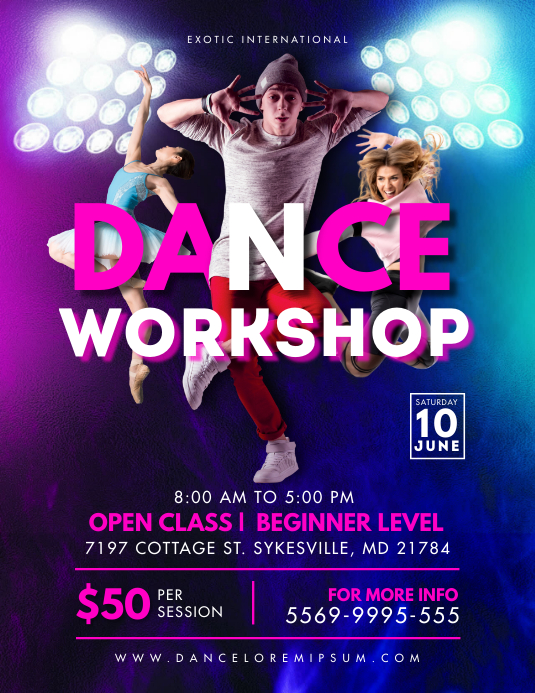 EXOTIC INTERNATIONAL
DANCE
WORKSHOP
SATURDAY
10
JUNE
8:00 AM TO 5:00 PM
OPEN CLASS | BEGINNER LEVEL
7197 COTTAGE ST. SYKESVILLE, MD 21784
$50 PER SESSION
FOR MORE INFO
5569-9995-555
WWW.DANCELOREMIPSUM.COM